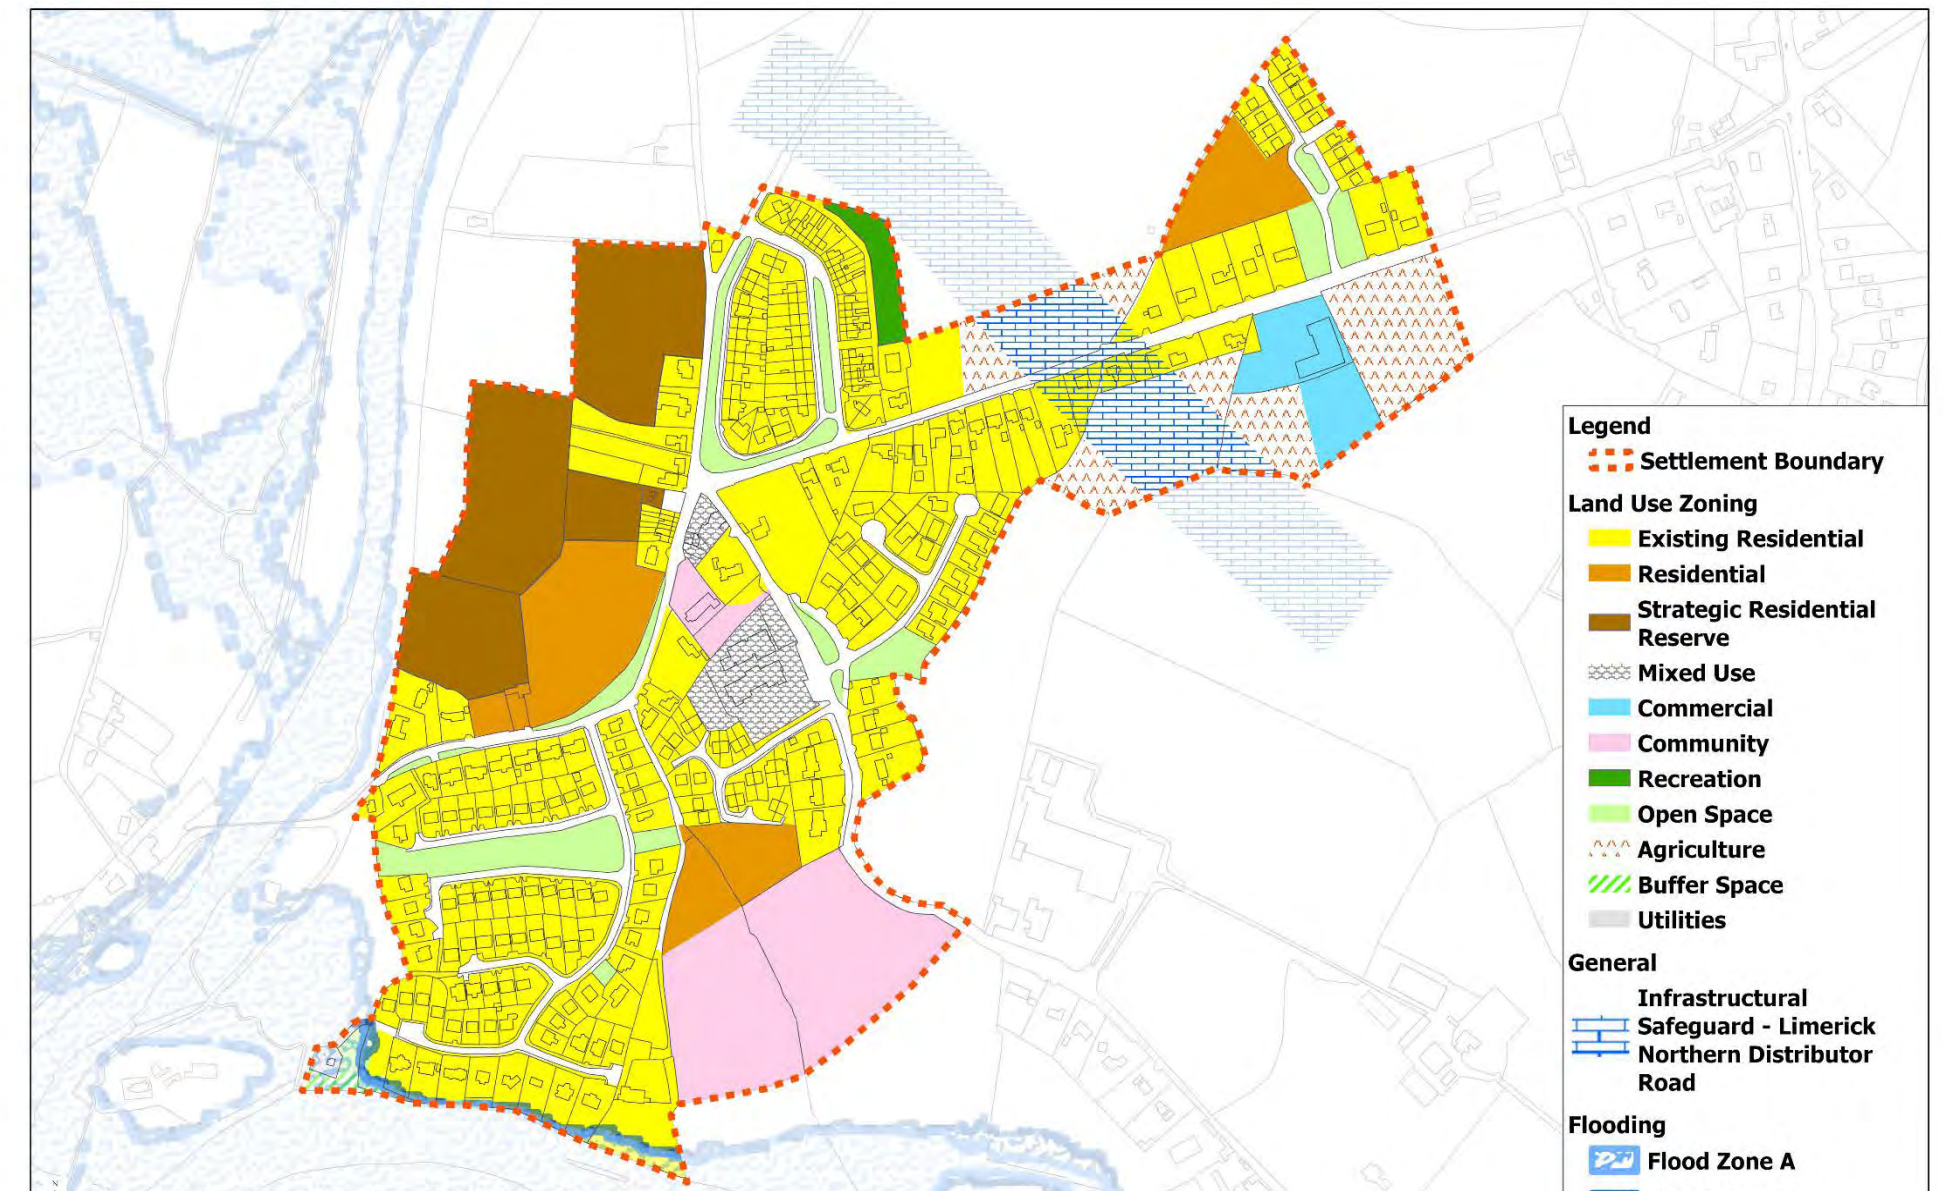 Legend
Settlement Boundary
Land Use Zoning
Existing Residential
Residential
Strategic Residential
Reserve
Mixed Use
Commercial
Community
Recreation
Open Space
Agriculture
Buffer Space
Utilities
General
Infrastructural
Safeguard - Limerick
Northern Distributor
Road
Flooding
Flood Zone A